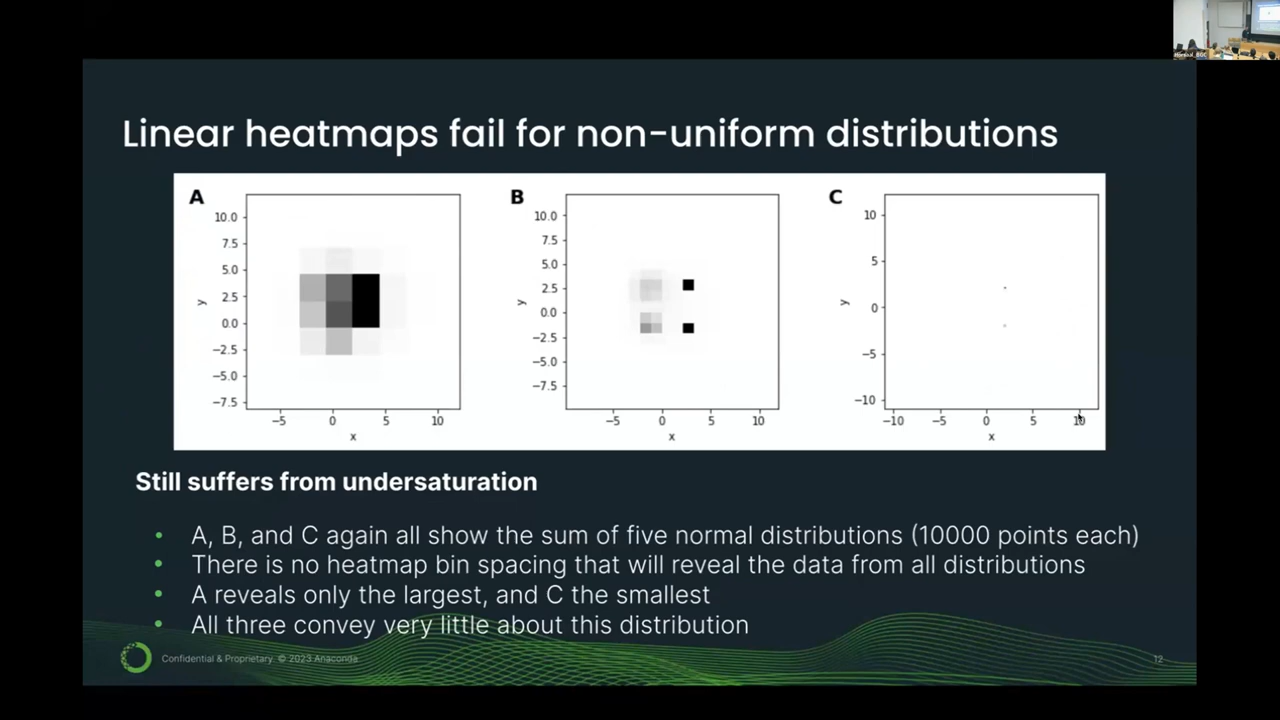 Linear heatmaps fail for non-uniform distributions
A
10.0
7.5
5.0
2.5
0.0
−2.5
−5.0
−7.5
y
−5 0 5 10
x
B
10.0
7.5
5.0
2.5
0.0
−2.5
−5.0
−7.5
y
−5 0 5 10
x
C
10
5
0
−5
−10
y
−10 −5 0 5 10
x
Still suffers from undersaturation
• A, B, and C again all show the sum of five normal distributions (10000 points each)
• There is no heatmap bin spacing that will reveal the data from all distributions
• A reveals only the largest, and C the smallest
• All three convey very little about this distribution
Confidential & Proprietary. © 2023 Anaconda
12